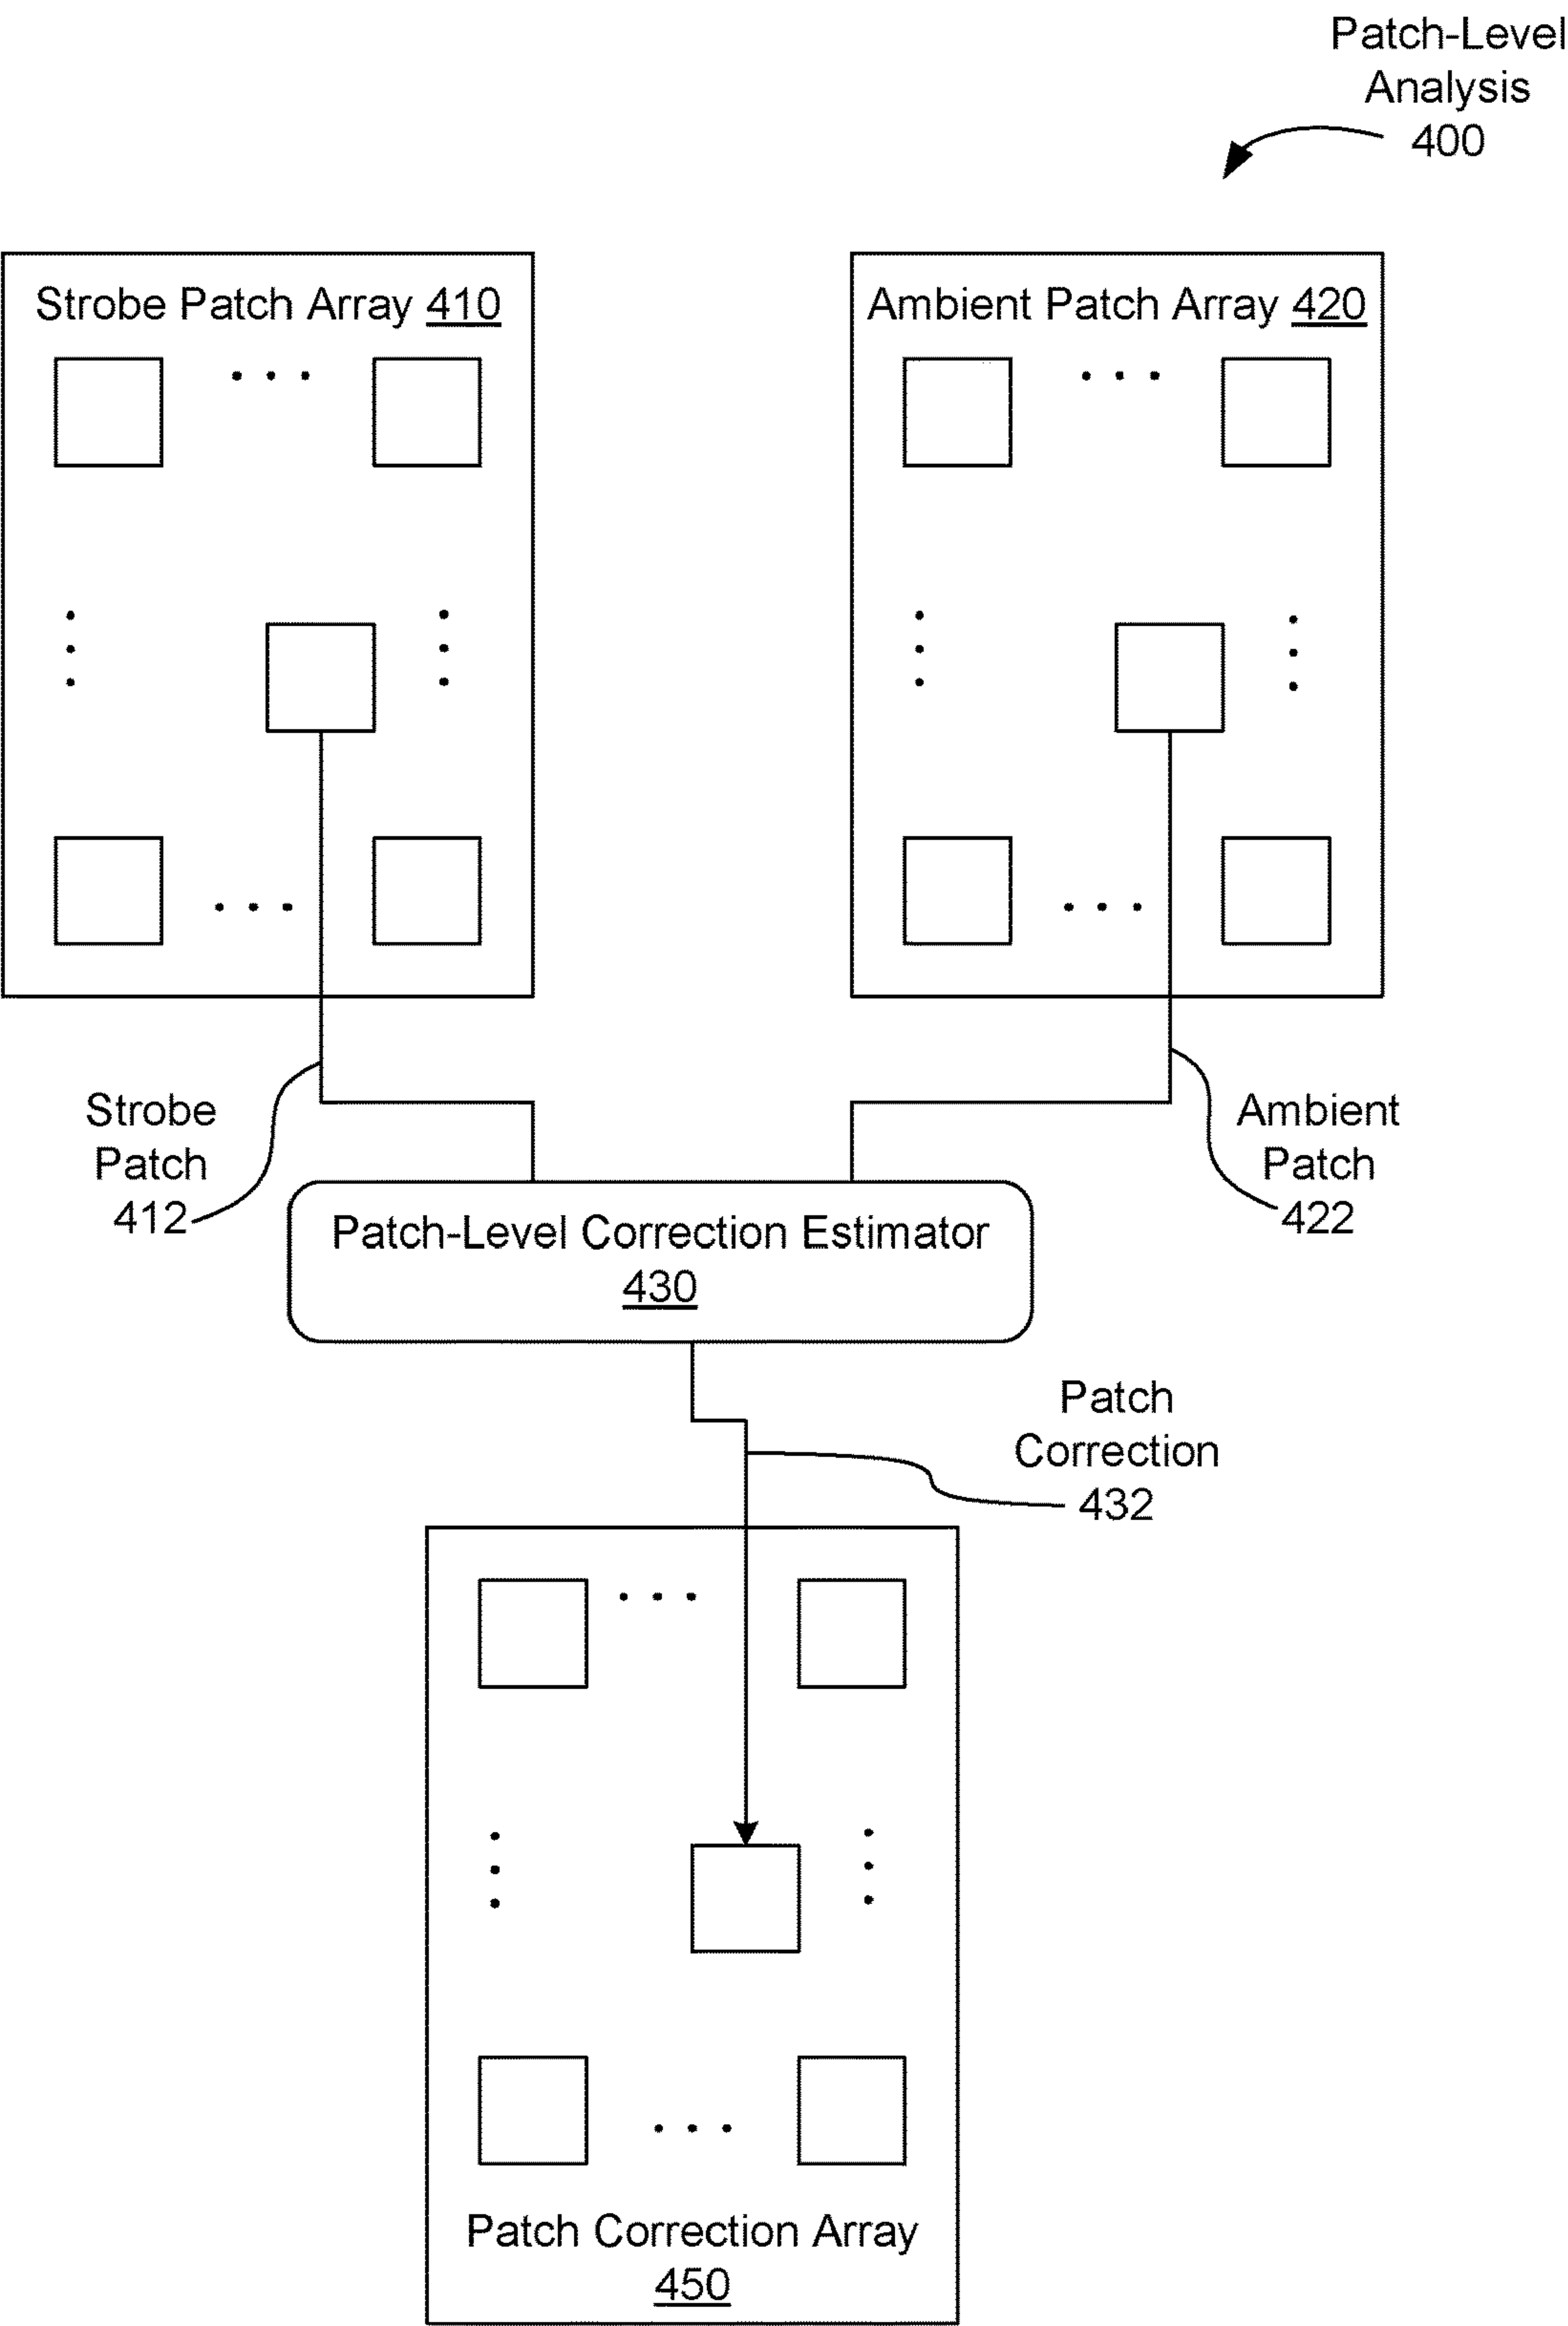 Patch-Level
Analysis
400
Strobe Patch Array 410
Ambient Patch Array 420
Strobe
Patch
412
Ambient
Patch
422
Patch-Level Correction Estimator
430
Patch
Correction
432
Patch Correction Array
450